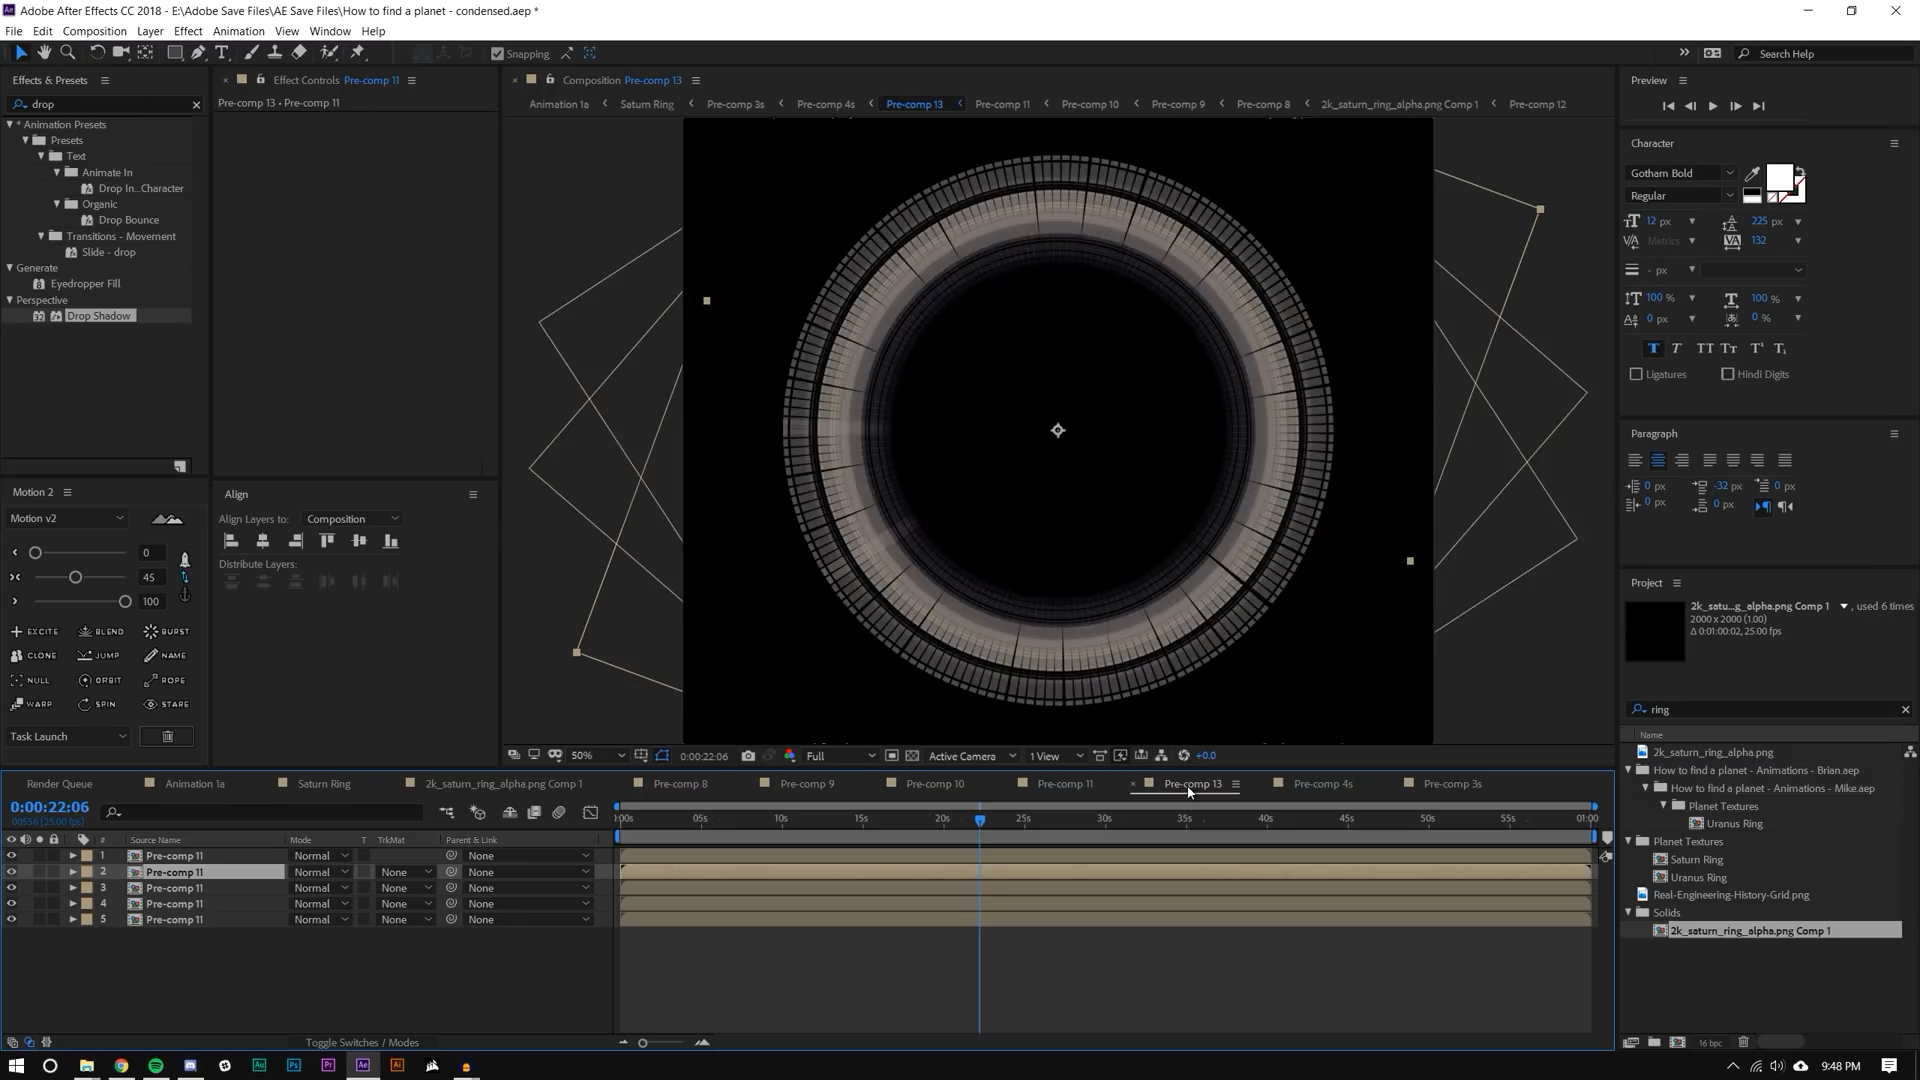 Adobe After Effects CC 2018 - E:\Adobe Save Files\AE Save Files\How to find a planet - condensed.aep *
File Edit Composition Layer Effect Animation View Window Help
Snapping
Search Help
Effects & Presets
drop
* Animation Presets
Presets
Text
Animate In
Drop In...Character
Organic
Drop Bounce
Transitions - Movement
Slide - drop
Generate
Eyedropper Fill
Perspective
32
Drop Shadow
Effect Controls Pre-comp 11
Pre-comp 13 • Pre-comp 11
Composition Pre-comp 13
Animation 1a Saturn Ring Pre-comp 3s Pre-comp 4s Pre-comp 13 Pre-comp 11 Pre-comp 10 Pre-comp 9 Pre-comp 8 2k_saturn_ring_alpha.png Comp 1 Pre-comp 12
Motion 2
Motion v2
0
45
100
EXCITE BLEND BURST
CLONE JUMP NAME
NULL ORBIT ROPE
WARP SPIN STARE
Task Launch
Align
Align Layers to: Composition
Distribute Layers:
50% 0:00:22:06 Full Active Camera 1 View +0.0
Preview
Character
Gotham Bold
Regular
12 px 225 px
Metrics 132
- px
100 % 100 %
0 px 0 %
Ligatures Hindi Digits
Paragraph
0 px -32 px 0 px
0 px 0 px
Project
2k_satu...g_alpha.png Comp 1 , used 6 times
2000 x 2000 (1.00)
Δ 0:01:00:02, 25.00 fps
ring
Name
2k_saturn_ring_alpha.png
How to find a planet - Animations - Brian.aep
How to find a planet - Animations - Mike.aep
Planet Textures
Uranus Ring
Planet Textures
Saturn Ring
Uranus Ring
Real-Engineering-History-Grid.png
Solids
2k_saturn_ring_alpha.png Comp 1
16 bpc
Render Queue Animation 1a Saturn Ring 2k_saturn_ring_alpha.png Comp 1 Pre-comp 8 Pre-comp 9 Pre-comp 10 Pre-comp 11 Pre-comp 13 Pre-comp 4s Pre-comp 3s
0:00:22:06
00556 (25.00 fps)
:00s 05s 10s 15s 20s 25s 30s 35s 40s 45s 50s 55s 01:00
# Source Name Mode T TrkMat Parent & Link
1 Pre-comp 11 Normal None
2 Pre-comp 11 Normal None None
3 Pre-comp 11 Normal None None
4 Pre-comp 11 Normal None None
5 Pre-comp 11 Normal None None
Toggle Switches / Modes
Au Ps Pr Ae Ai
9:48 PM